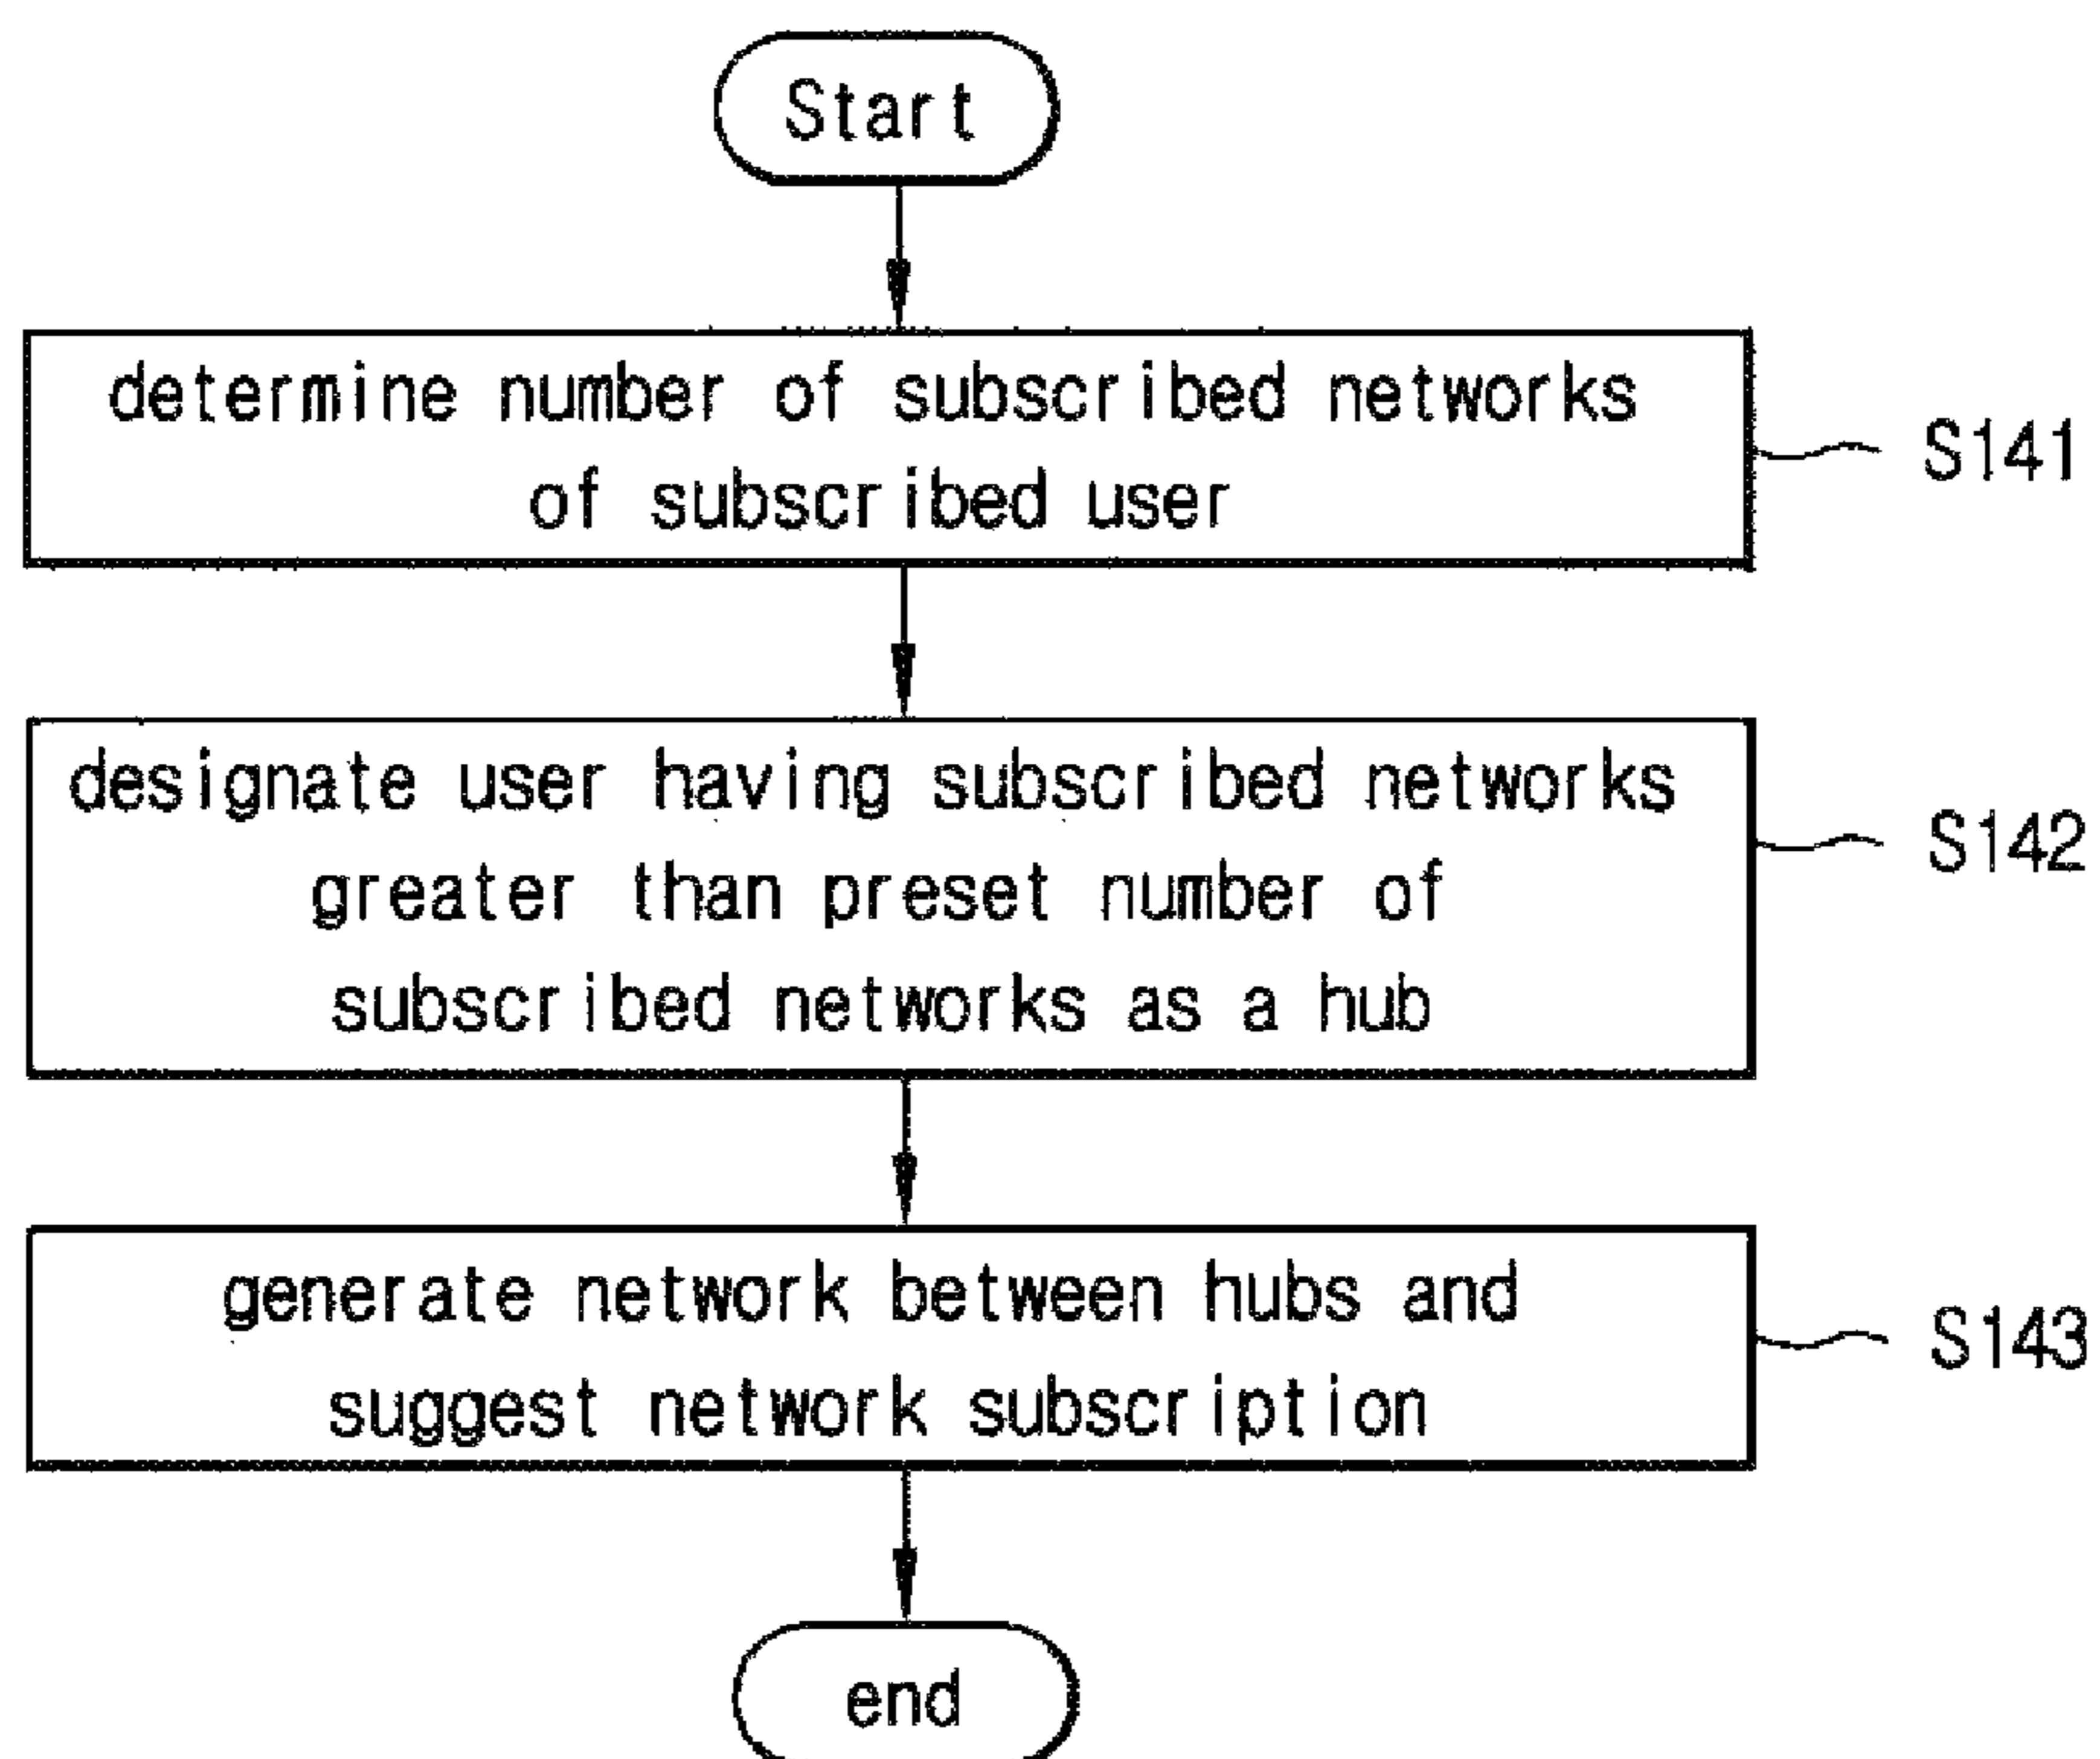 Start
determine number of subscribed networks
of subscribed user
S141
designate user having subscribed networks
greater than preset number of
subscribed networks as a hub
S142
generate network between hubs and
suggest network subscription
S143
end